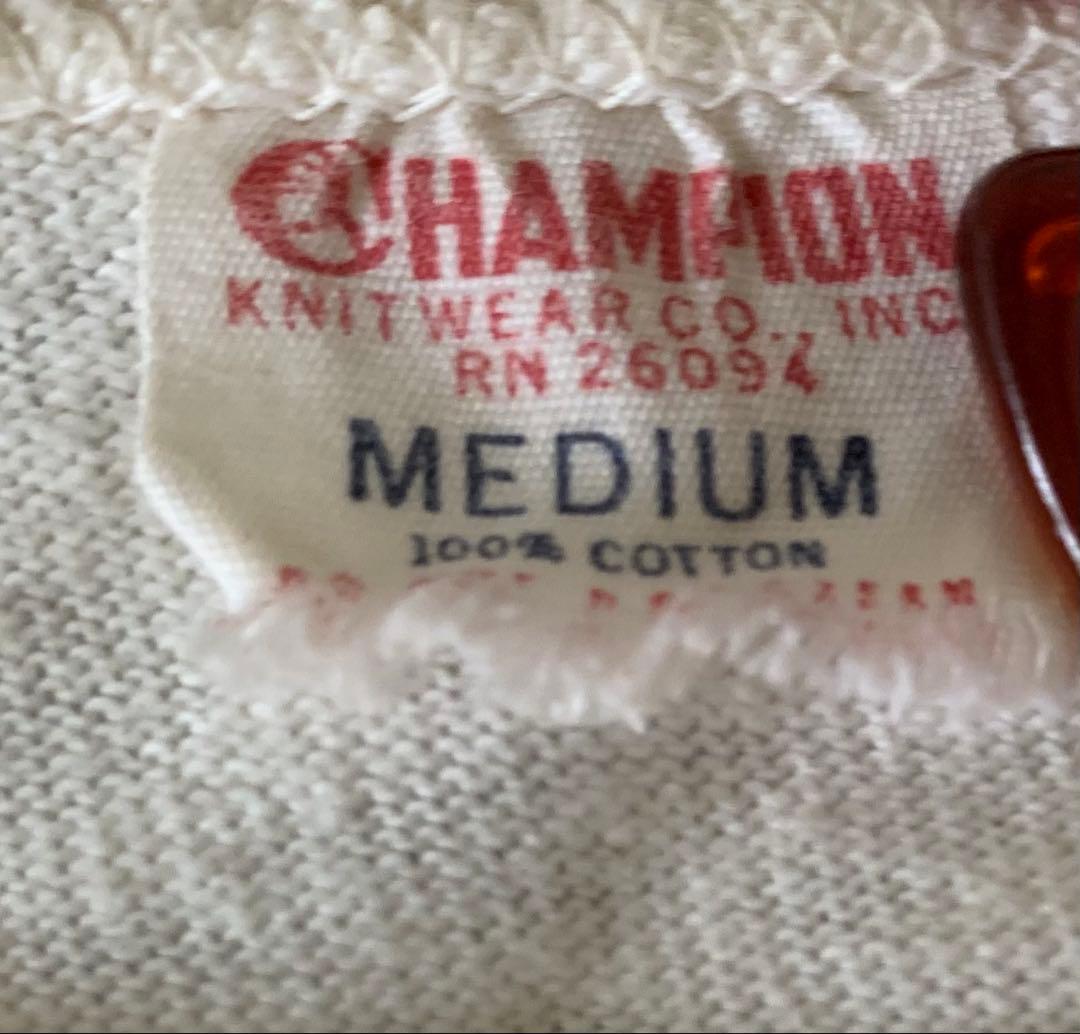 CHAMPION
KNITWEAR CO., INC
RN 26094
MEDIUM
100% COTTON